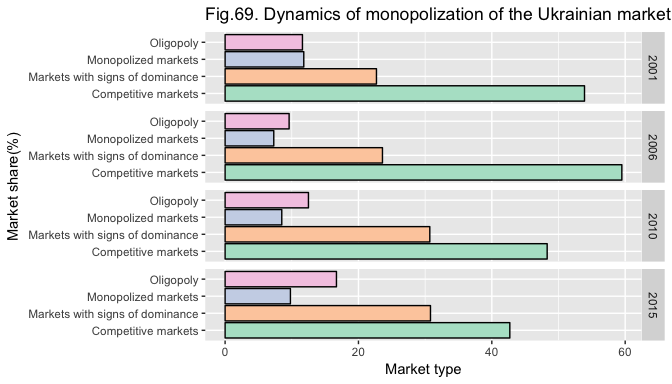 Fig.69. Dynamics of monopolization of the Ukrainian market
Market share(%)
Oligopoly
Monopolized markets
Markets with signs of dominance
Competitive markets
2001
Oligopoly
Monopolized markets
Markets with signs of dominance
Competitive markets
2006
Oligopoly
Monopolized markets
Markets with signs of dominance
Competitive markets
2010
Oligopoly
Monopolized markets
Markets with signs of dominance
Competitive markets
2015
0 20 40 60
Market type